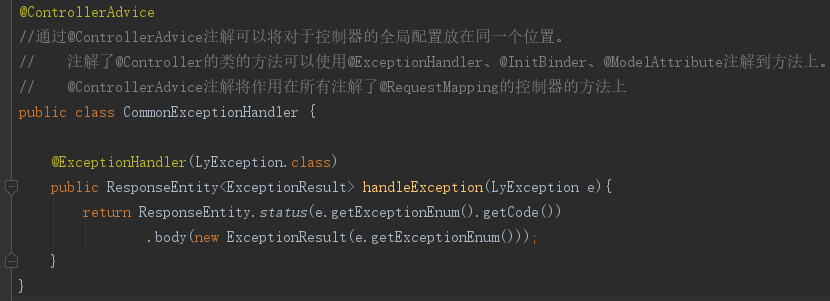 @ControllerAdvice
//通过@ControllerAdvice注解可以将对于控制器的全局配置放在同一个位置。
//    注解了@Controller的类的方法可以使用@ExceptionHandler、@InitBinder、@ModelAttribute注解到方法上。
//    @ControllerAdvice注解将作用在所有注解了@RequestMapping的控制器的方法上
public class CommonExceptionHandler {
    @ExceptionHandler(LyException.class)
    public ResponseEntity<ExceptionResult> handleException(LyException e){
        return ResponseEntity.status(e.getExceptionEnum().getCode())
                .body(new ExceptionResult(e.getExceptionEnum()));
    }
}